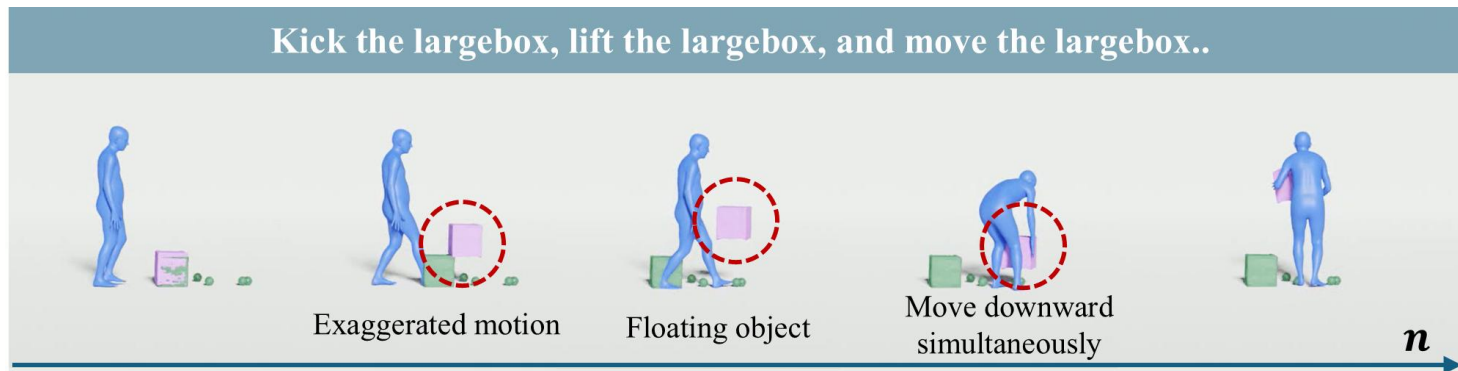 Kick the largebox, lift the largebox, and move the largebox..
Exaggerated motion
Floating object
Move downward
simultaneously
n